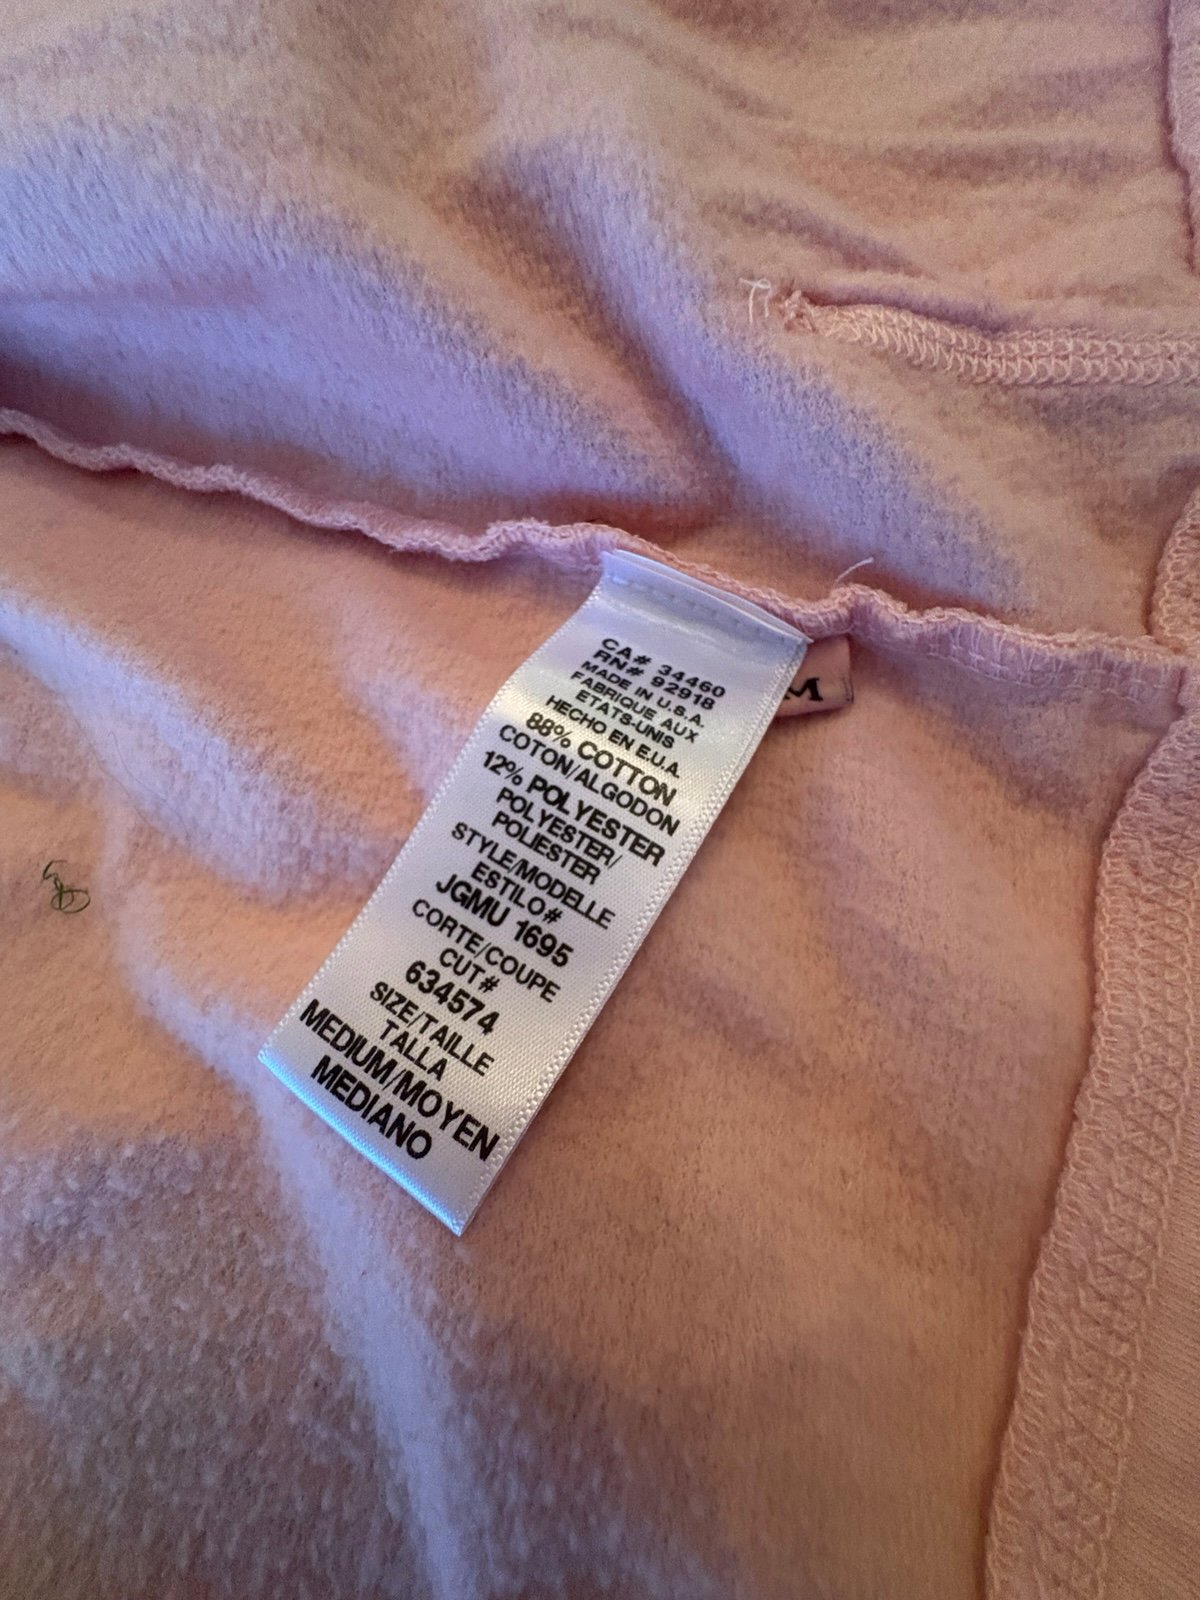 CA# 34460
RN# 92918
MADE IN U.S.A.
FABRIQUE AUX
ETATS-UNIS
HECHO EN E.U.A.
88% COTTON
COTON/ALGODON
12% POLYESTER
POLYESTER/
POLIESTER
STYLE/MODELLE
ESTILO#
JGMU 1695
CORTE/COUPE
CUT#
634574
SIZE/TAILLE
TALLA
MEDIUM/MOYEN
MEDIANO
M